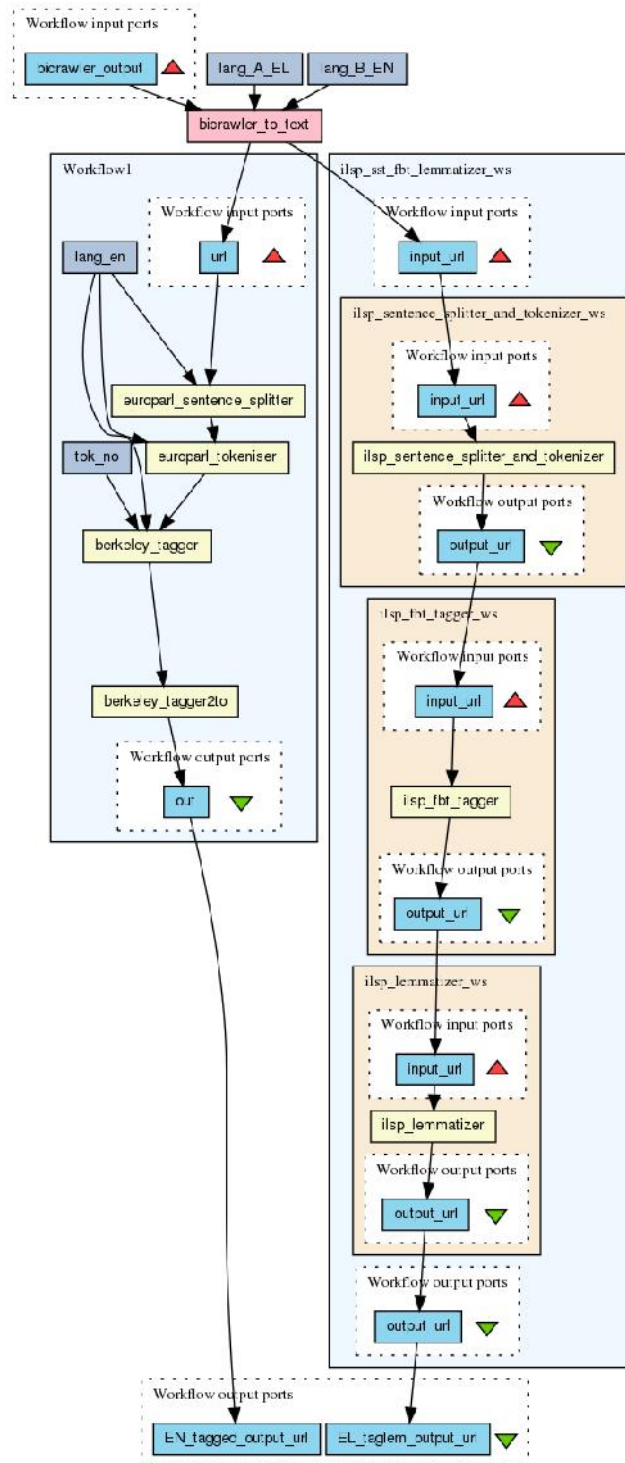 Workflow input ports
bicrawler_output
lang_A_EL
lang_B_EN
bicrawler_to_text
Workflow1
Workflow input ports
url
lang_en
europarl_sentence_splitter
tok_no
europarl_tokeniser
berkeley_tagger
berkeley_tagger2to
Workflow output ports
out
ilsp_sst_fbt_lemmatizer_ws
Workflow input ports
input_url
ilsp_sentence_splitter_and_tokenizer_ws
Workflow input ports
input_url
ilsp_sentence_splitter_and_tokenizer
Workflow output ports
output_url
ilsp_fbt_tagger_ws
Workflow input ports
input_url
ilsp_fbt_tagger
Workflow output ports
output_url
ilsp_lemmatizer_ws
Workflow input ports
input_url
ilsp_lemmatizer
Workflow output ports
output_url
Workflow output ports
output_url
Workflow output ports
EN_tagged_output_url
EL_taglem_output_url